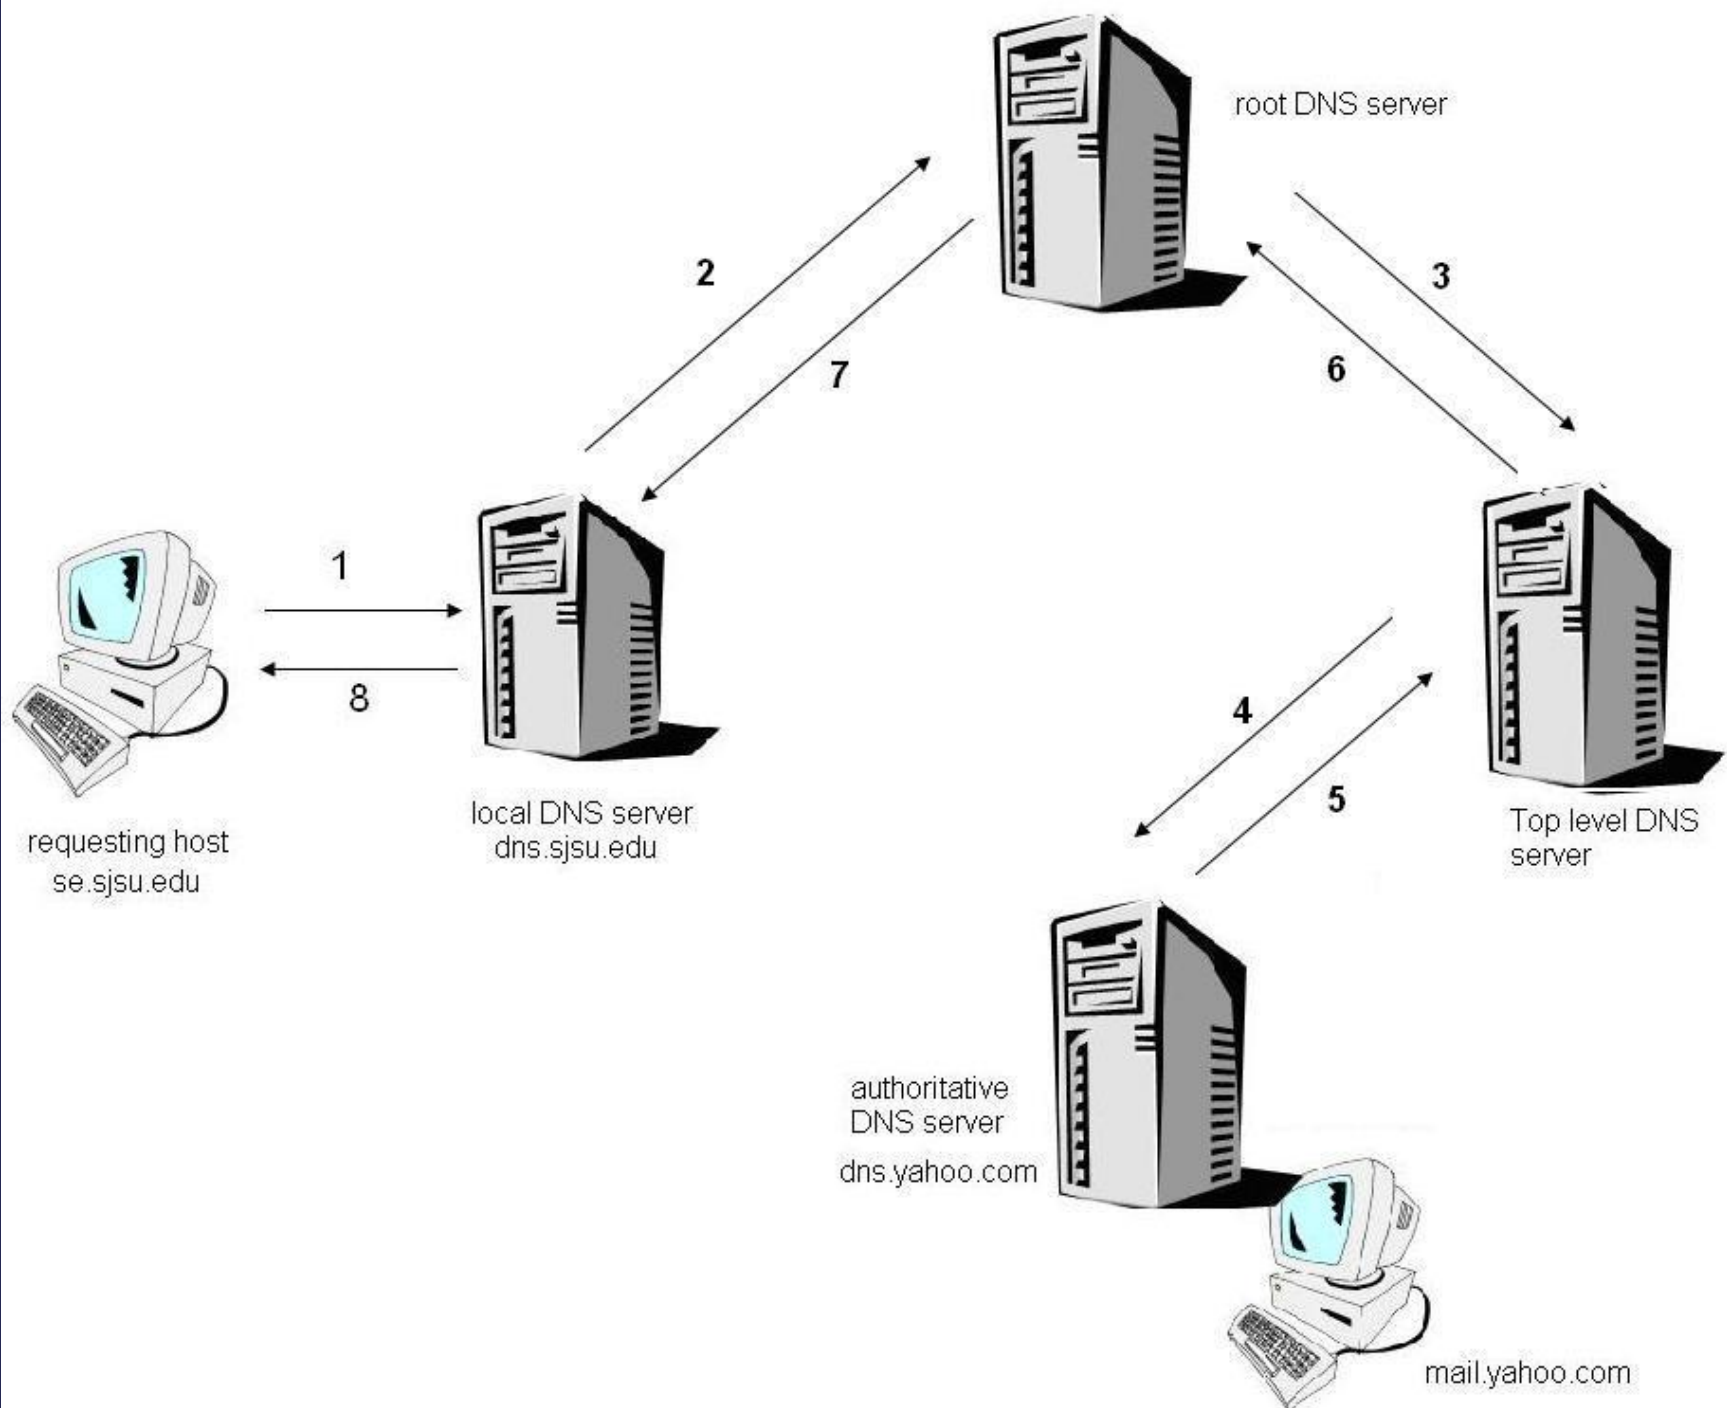 root DNS server
2
3
7
6
1
8
local DNS server
dns.sjsu.edu
requesting host
se.sjsu.edu
4
5
Top level DNS
server
authoritative
DNS server
dns.yahoo.com
mail.yahoo.com